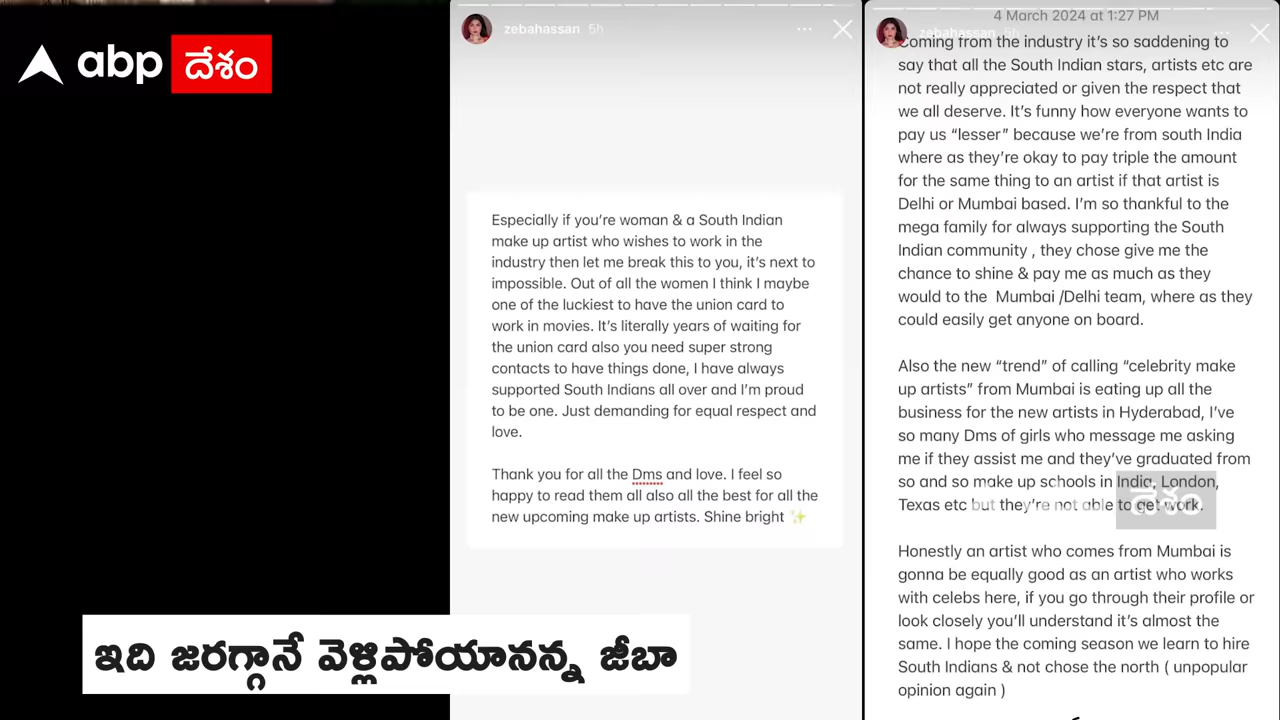 abp దేశం
zebahassan 5h
Especially if you're woman & a South Indian
make up artist who wishes to work in the
industry then let me break this to you, it's next to
impossible. Out of all the women I think I maybe
one of the luckiest to have the union card to
work in movies. It's literally years of waiting for
the union card also you need super strong
contacts to have things done, I have always
supported South Indians all over and I'm proud
to be one. Just demanding for equal respect and
love.
Thank you for all the Dms and love. I feel so
happy to read them all also all the best for all the
new upcoming make up artists. Shine bright ✨
4 March 2024 at 1:27 PM
zebahassan 5h
Coming from the industry it's so saddening to
say that all the South Indian stars, artists etc are
not really appreciated or given the respect that
we all deserve. It's funny how everyone wants to
pay us "lesser" because we're from south India
where as they're okay to pay triple the amount
for the same thing to an artist if that artist is
Delhi or Mumbai based. I'm so thankful to the
mega family for always supporting the South
Indian community , they chose give me the
chance to shine & pay me as much as they
would to the Mumbai /Delhi team, where as they
could easily get anyone on board.
Also the new "trend" of calling "celebrity make
up artists" from Mumbai is eating up all the
business for the new artists in Hyderabad, I've
so many Dms of girls who message me asking
me if they assist me and they've graduated from
so and so make up schools in India, London,
Texas etc but they're not able to get work.
దేశం
Honestly an artist who comes from Mumbai is
gonna be equally good as an artist who works
with celebs here, if you go through their profile or
look closely you'll understand it's almost the
same. I hope the coming season we learn to hire
South Indians & not chose the north ( unpopular
opinion again )
ఇది జరగ్గానే వెళ్లిపోయానన్న జీబా